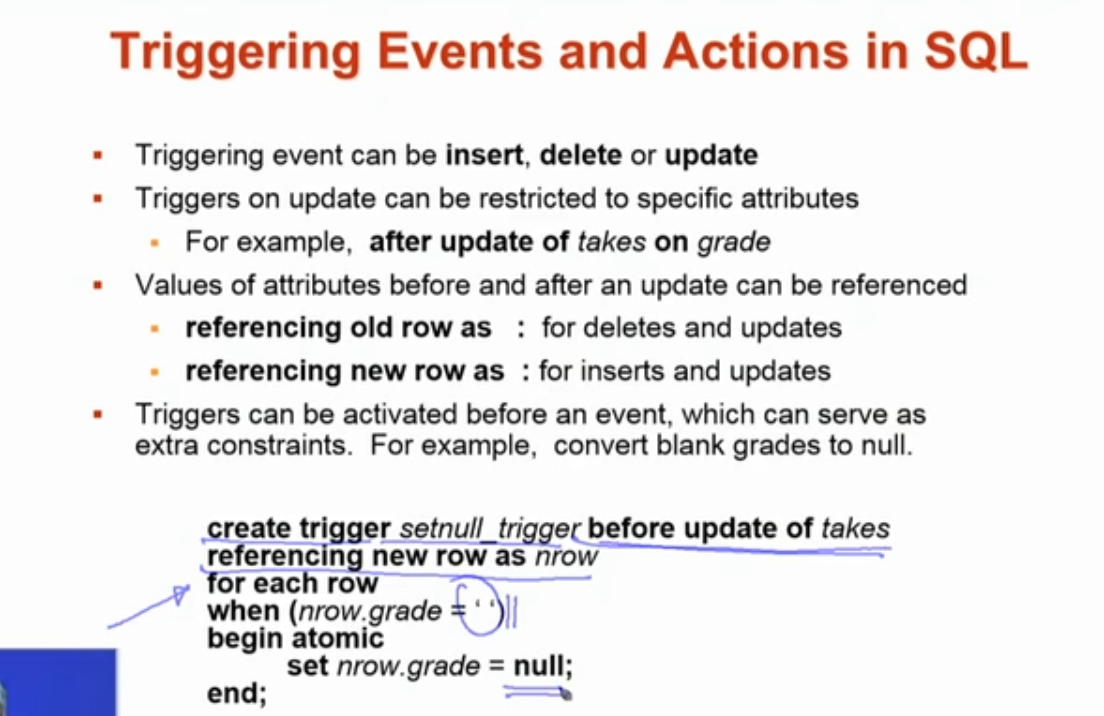 Triggering Events and Actions in SQL
▪ Triggering event can be insert, delete or update
▪ Triggers on update can be restricted to specific attributes
▪ For example, after update of takes on grade
▪ Values of attributes before and after an update can be referenced
▪ referencing old row as : for deletes and updates
▪ referencing new row as : for inserts and updates
▪ Triggers can be activated before an event, which can serve as
extra constraints. For example, convert blank grades to null.
create trigger setnull_trigger before update of takes
referencing new row as nrow
for each row
when (nrow.grade = ‘ ‘)
begin atomic
set nrow.grade = null;
end;